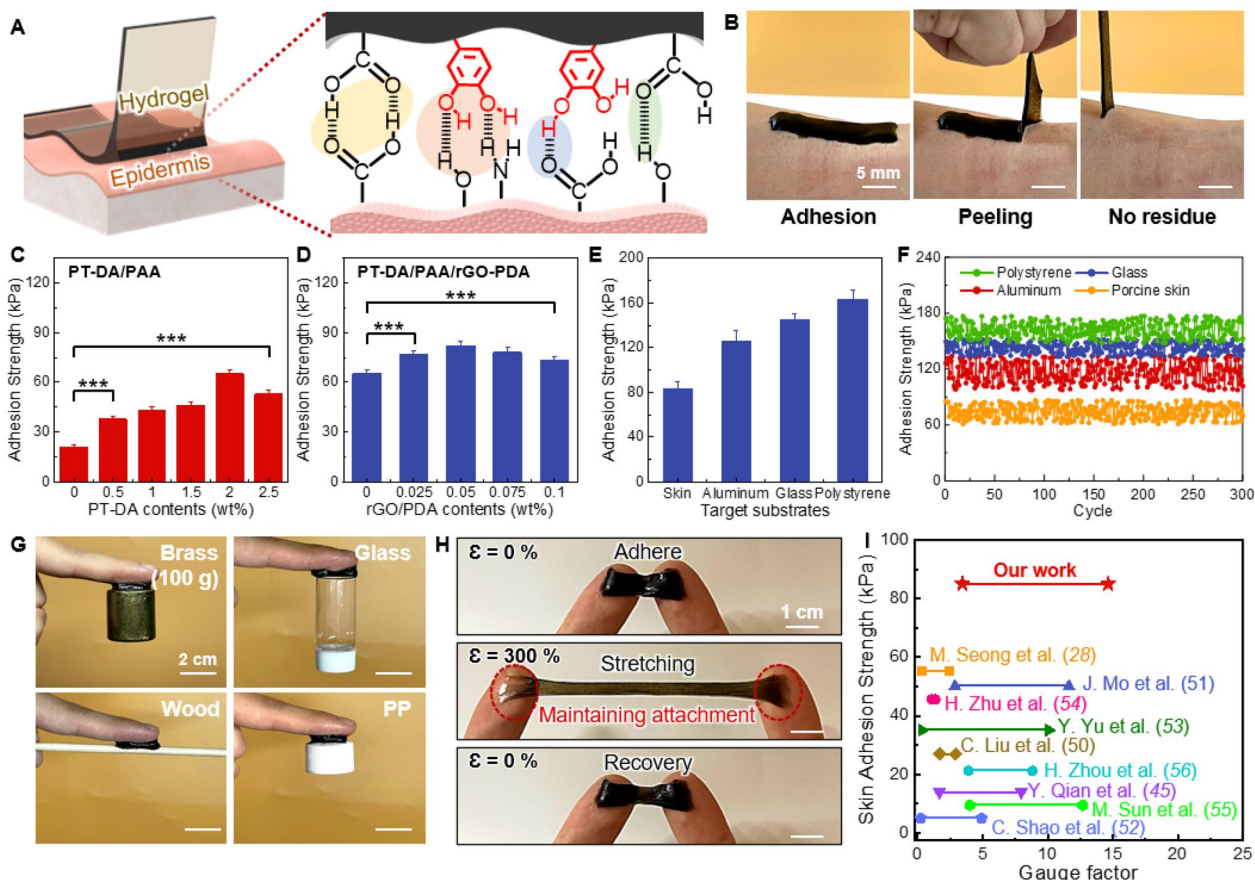 A
Hydrogel
Epidermis
H O C O
O H
H O
O C
O O H
H
H H
O N
O O H
H H
O H
O
C
C
O O
H
H
O
B
5 mm
Adhesion
Peeling
No residue
C
PT-DA/PAA
Adhesion Strength (kPa)
120
90
60
30
0
***
***
0 0.5 1 1.5 2 2.5
PT-DA contents (wt%)
D
PT-DA/PAA/rGO-PDA
Adhesion Strength (kPa)
120
90
60
30
0
***
***
0 0.025 0.05 0.075 0.1
rGO/PDA contents (wt%)
E
Adhesion Strength (kPa)
200
160
120
80
40
0
Skin Aluminum Glass Polystyrene
Target substrates
F
Adhesion Strength (kPa)
240
180
120
60
0
Polystyrene Glass
Aluminum Porcine skin
0 50 100 150 200 250 300
Cycle
G
Brass
(100 g)
2 cm
Glass
Wood
PP
H
Ɛ = 0 %
Adhere
1 cm
Ɛ = 300 %
Stretching
Maintaining attachment
Ɛ = 0 %
Recovery
I
Skin Adhesion Strength (kPa)
100
80
60
40
20
0
Our work
M. Seong et al. (28)
J. Mo et al. (51)
H. Zhu et al. (54)
Y. Yu et al. (53)
C. Liu et al. (50)
H. Zhou et al. (56)
Y. Qian et al. (45)
M. Sun et al. (55)
C. Shao et al. (52)
0 5 10 15 20 25
Gauge factor